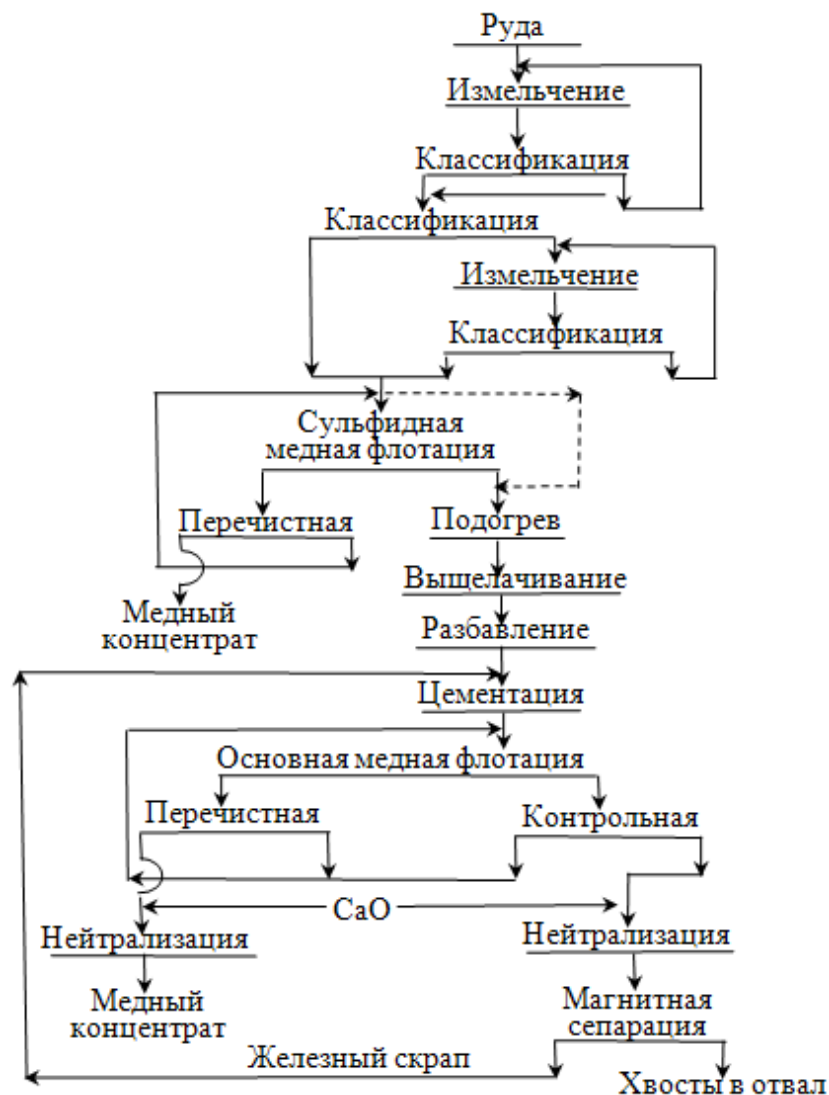 Руда
Измельчение
Классификация
Классификация
Измельчение
Классификация
Сульфидная
медная флотация
Перечистная
Подогрев
Выщелачивание
Медный
концентрат
Разбавление
Цементация
Основная медная флотация
Перечистная
Контрольная
CaO
Нейтрализация
Нейтрализация
Медный
концентрат
Магнитная
сепарация
Железный скрап
Хвосты в отвал